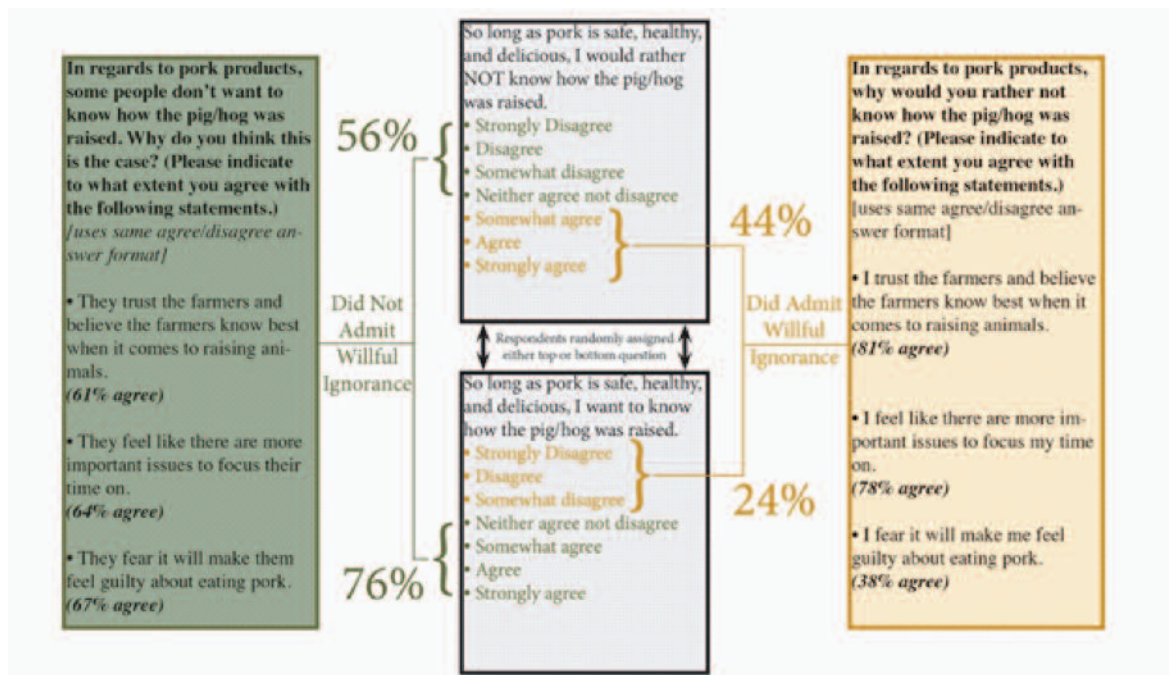 In regards to pork products,
some people don't want to
know how the pig/hog was
raised. Why do you think this
is the case? (Please indicate
to what extent you agree with
the following statements.)
[uses same agree/disagree an-
swer format]
• They trust the farmers and
believe the farmers know best
when it comes to raising ani-
mals.
(61% agree)
• They feel like there are more
important issues to focus their
time on.
(64% agree)
• They fear it will make them
feel guilty about eating pork.
(67% agree)
Did Not
Admit
Willful
Ignorance
56%
76%
So long as pork is safe, healthy,
and delicious, I would rather
NOT know how the pig/hog
was raised.
• Strongly Disagree
• Disagree
• Somewhat disagree
• Neither agree not disagree
• Somewhat agree
• Agree
• Strongly agree
Respondents randomly assigned
either top or bottom question
So long as pork is safe, healthy,
and delicious, I want to know
how the pig/hog was raised.
• Strongly Disagree
• Disagree
• Somewhat disagree
• Neither agree not disagree
• Somewhat agree
• Agree
• Strongly agree
44%
24%
Did Admit
Willful
Ignorance
In regards to pork products,
why would you rather not
know how the pig/hog was
raised? (Please indicate to
what extent you agree with
the following statements.)
[uses same agree/disagree an-
swer format]
• I trust the farmers and believe
the farmers know best when it
comes to raising animals.
(81% agree)
• I feel like there are more im-
portant issues to focus my time
on.
(78% agree)
• I fear it will make me feel
guilty about eating pork.
(38% agree)